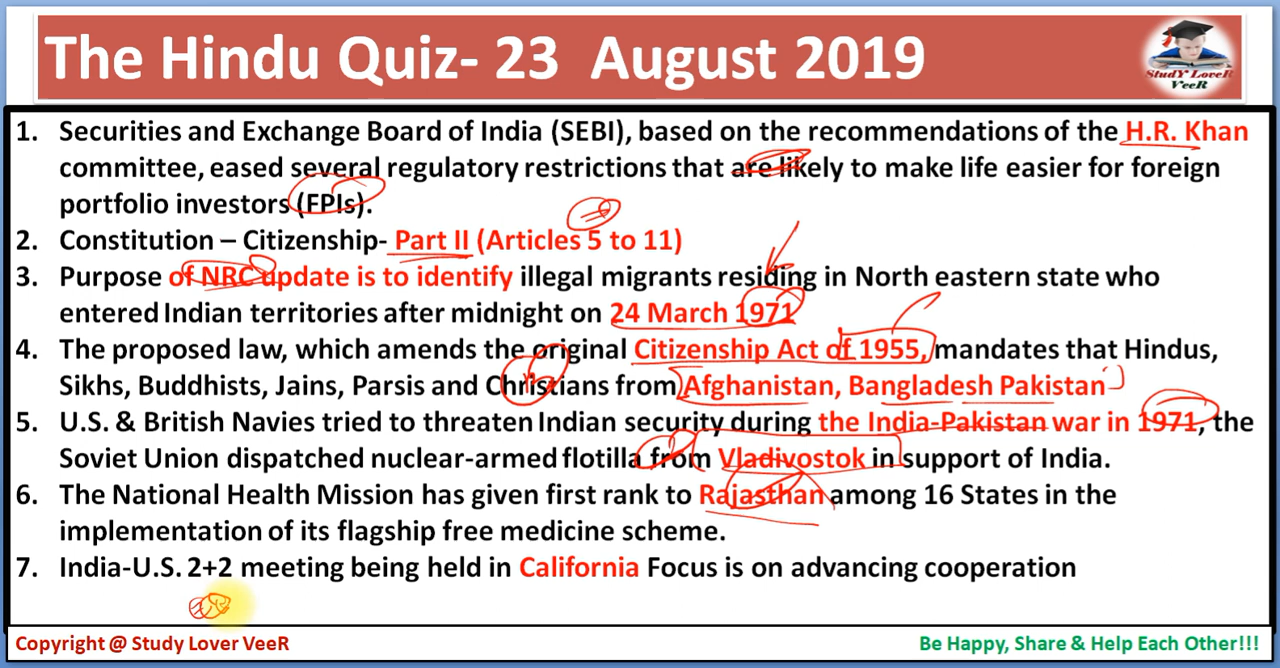 The Hindu Quiz- 23 August 2019
StudY LoveR
VeeR
1. Securities and Exchange Board of India (SEBI), based on the recommendations of the H.R. Khan
committee, eased several regulatory restrictions that are likely to make life easier for foreign
portfolio investors (FPIs).
2. Constitution – Citizenship- Part II (Articles 5 to 11)
3. Purpose of NRC update is to identify illegal migrants residing in North eastern state who
entered Indian territories after midnight on 24 March 1971
4. The proposed law, which amends the original Citizenship Act of 1955, mandates that Hindus,
Sikhs, Buddhists, Jains, Parsis and Christians from Afghanistan, Bangladesh Pakistan
5. U.S. & British Navies tried to threaten Indian security during the India-Pakistan war in 1971, the
Soviet Union dispatched nuclear-armed flotilla from Vladivostok in support of India.
6. The National Health Mission has given first rank to Rajasthan among 16 States in the
implementation of its flagship free medicine scheme.
7. India-U.S. 2+2 meeting being held in California Focus is on advancing cooperation
Copyright @ Study Lover VeeR
Be Happy, Share & Help Each Other!!!